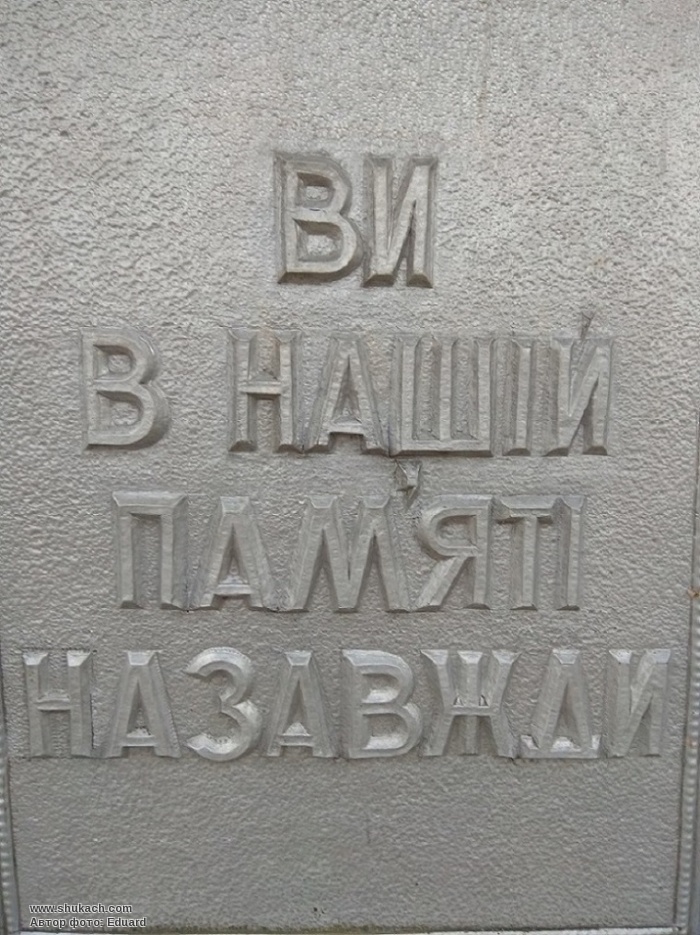 ВИ
В НАШІЙ
ПАМ'ЯТІ
НАЗАВЖДИ
www.shukach.com
Автор фото: Eduard